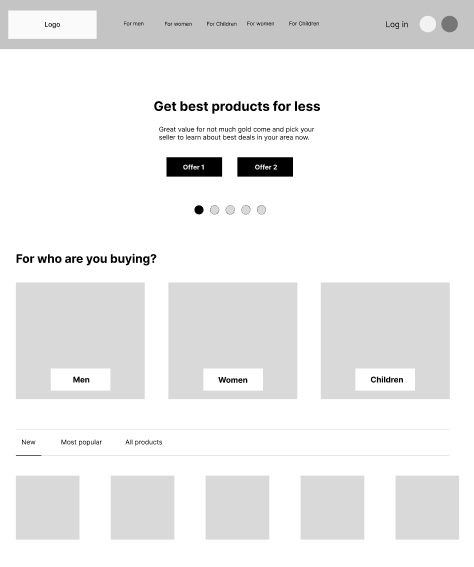 Logo
For men
For women
For Children
For women
For Children
Log in
Get best products for less
Great value for not much gold come and pick your
seller to learn about best deals in your area now.
Offer 1
Offer 2
For who are you buying?
Men
Women
Children
New
Most popular
All products